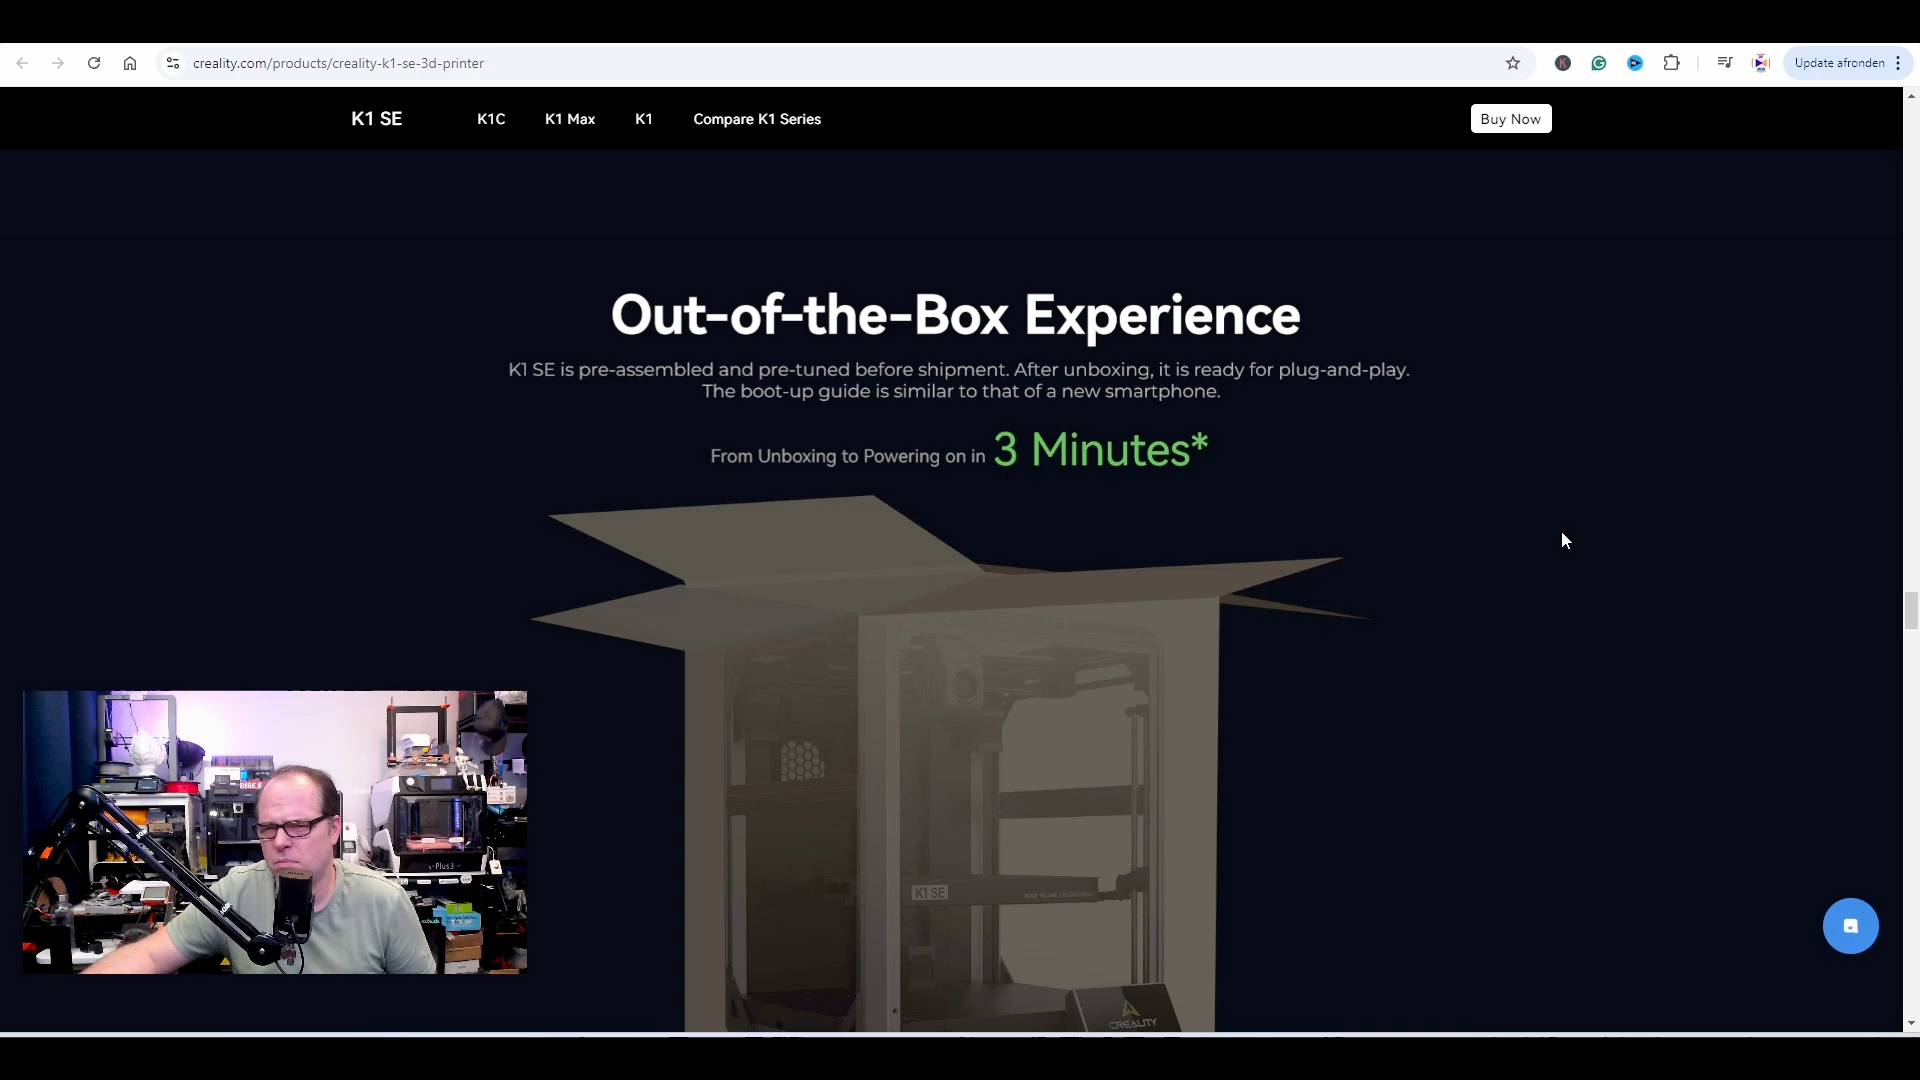 creality.com/products/creality-k1-se-3d-printer
Update afronden
K1 SE
K1C
K1 Max
K1
Compare K1 Series
Buy Now
Out-of-the-Box Experience
K1 SE is pre-assembled and pre-tuned before shipment. After unboxing, it is ready for plug-and-play.
The boot-up guide is similar to that of a new smartphone.
From Unboxing to Powering on in 3 Minutes*
K1 SE
CREALITY
-Plus3-